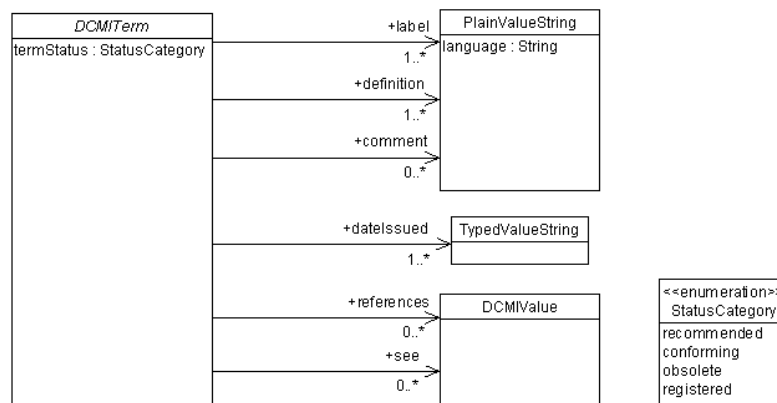 DCMITerm
termStatus : StatusCategory
+label
1..*
PlainValueString
language : String
+definition
1..*
+comment
0..*
+dateIssued
1..*
TypedValueString
+references
0..*
DCMIValue
+see
0..*
<<enumeration>>
StatusCategory
recommended
conforming
obsolete
registered